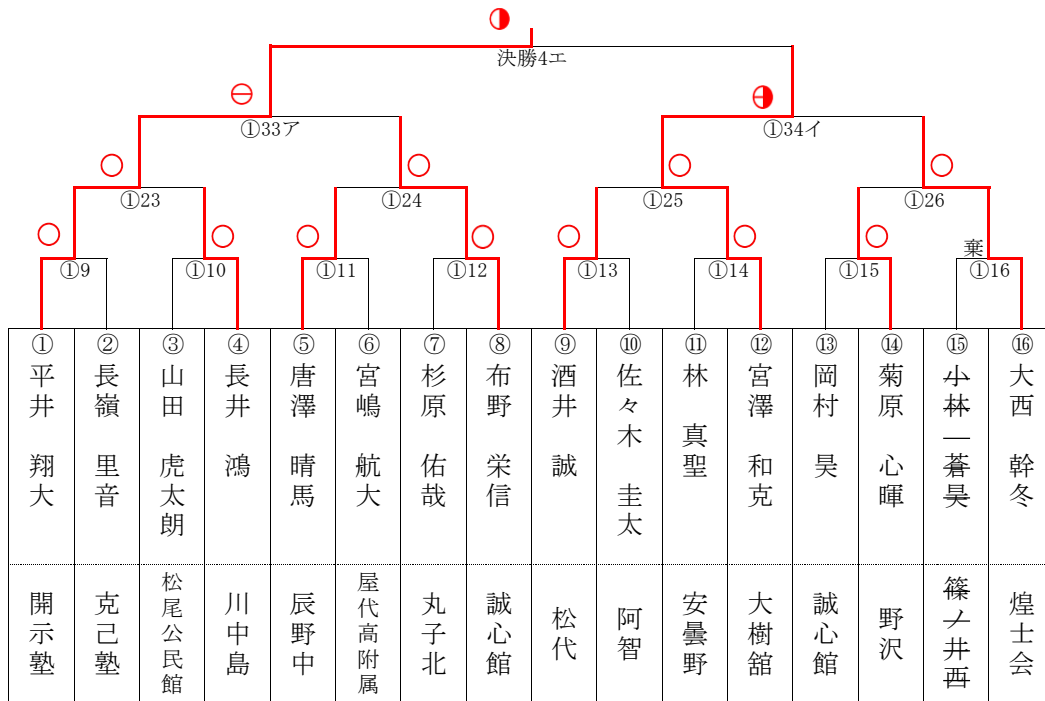 決勝4エ
①33ア
①34イ
①23
①24
①25
①26
棄
①9
①10
①11
①12
①13
①14
①15
①16
①
平井 翔大
開示塾
②
長嶺 里音
克己塾
③
山田 虎太朗
松尾公民館
④
長井 鴻
川中島
⑤
唐澤 晴馬
辰野中
⑥
宮嶋 航大
屋代高附属
⑦
杉原 佑哉
丸子北
⑧
布野 栄信
誠心館
⑨
酒井 誠
松代
⑩
佐々木 圭太
阿智
⑪
林 真聖
安曇野
⑫
宮澤 和克
大樹舘
⑬
岡村 昊
誠心館
⑭
菊原 心暉
野沢
⑮
小林 蒼昊
篠ノ井西
⑯
大西 幹冬
煌士会